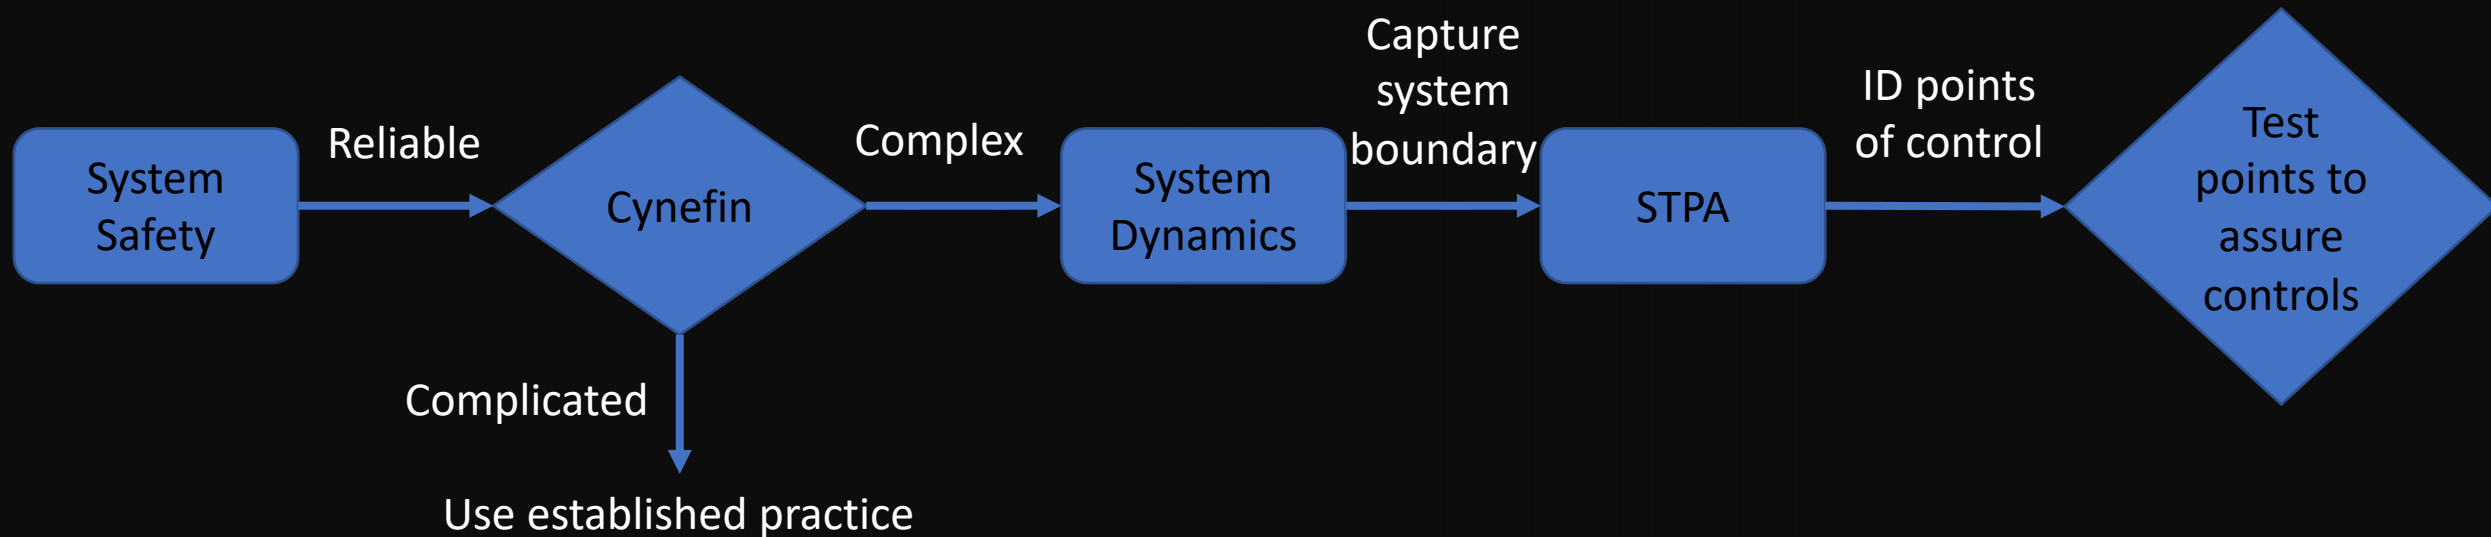 System
Safety
Reliable
Cynefin
Complex
Complicated
Use established practice
System
Dynamics
Capture
system
boundary
STPA
ID points
of control
Test
points to
assure
controls